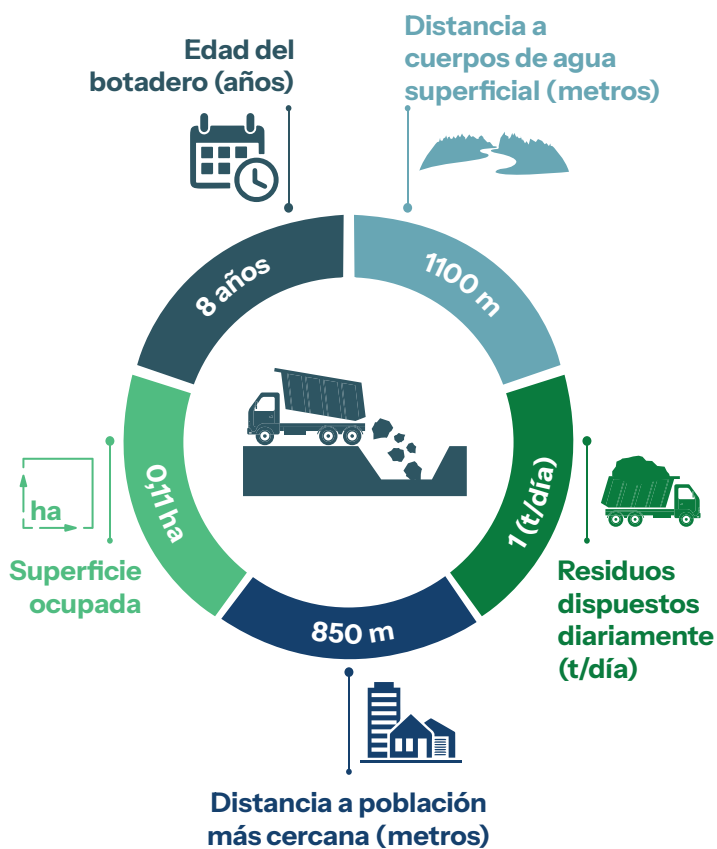 Edad del
botadero (años)
Distancia a
cuerpos de agua
superficial (metros)
8 años
1100 m
0,11 ha
1 (t/día)
850 m
ha
Superficie
ocupada
Residuos
dispuestos
diariamente
(t/día)
Distancia a población
más cercana (metros)